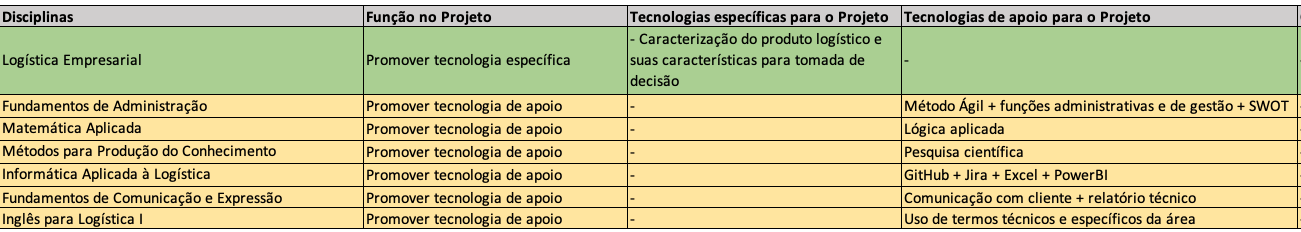 Disciplinas Função no Projeto Tecnologias específicas para o Projeto Tecnologias de apoio para o Projeto
Logística Empresarial Promover tecnologia específica - Caracterização do produto logístico e
suas características para tomada de
decisão -
Fundamentos de Administração Promover tecnologia de apoio - Método Ágil + funções administrativas e de gestão + SWOT
Matemática Aplicada Promover tecnologia de apoio - Lógica aplicada
Métodos para Produção do Conhecimento Promover tecnologia de apoio - Pesquisa científica
Informática Aplicada à Logística Promover tecnologia de apoio - GitHub + Jira + Excel + PowerBI
Fundamentos de Comunicação e Expressão Promover tecnologia de apoio - Comunicação com cliente + relatório técnico
Inglês para Logística I Promover tecnologia de apoio - Uso de termos técnicos e específicos da área